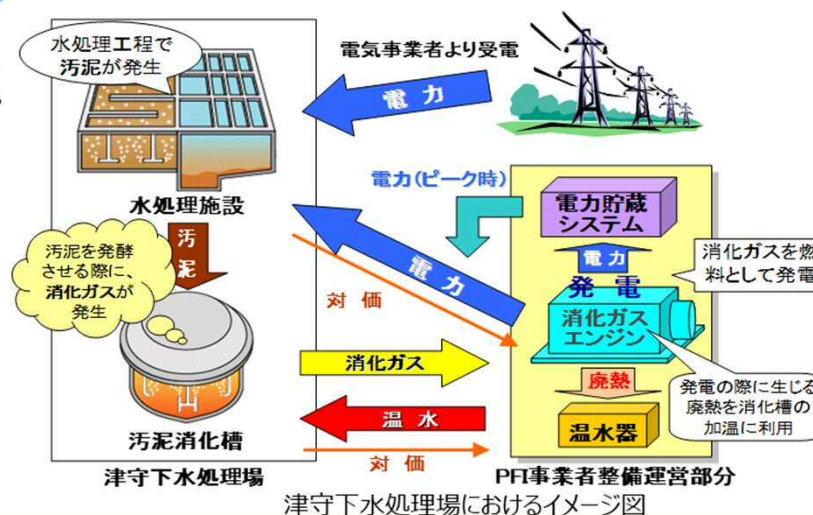 水処理工程で
汚泥が発生
電気事業者より受電
電 力
水処理施設
汚泥
汚泥を発酵
させる際に、
消化ガスが
発生
汚泥消化槽
津守下水処理場
電力(ピーク時)
電 力
対 価
消化ガス
温 水
対 価
電力貯蔵
システム
電 力
発 電
消化ガス
エンジン
廃熱
温水器
消化ガスを燃
料として発電
発電の際に生じる
廃熱を消化槽の
加温に利用
PFI事業者整備運営部分
津守下水処理場におけるイメージ図